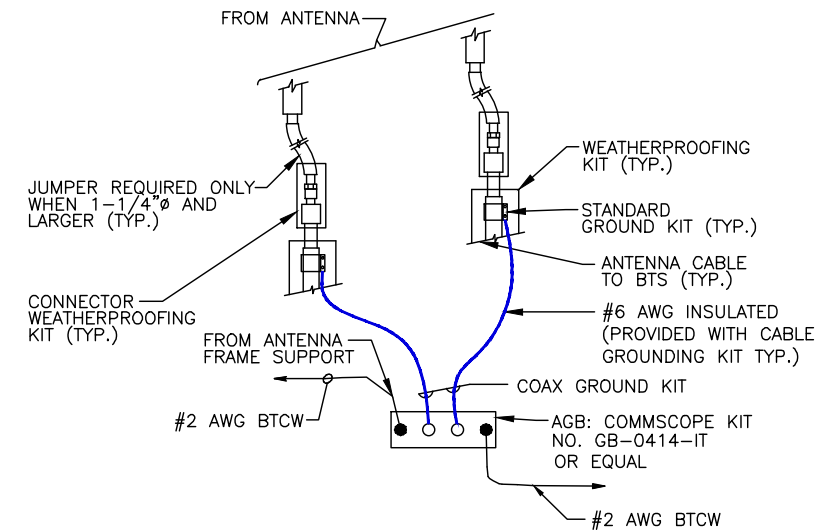 FROM ANTENNA
WEATHERPROOFING
KIT (TYP.)
JUMPER REQUIRED ONLY
WHEN 1-1/4"ø AND
LARGER (TYP.)
STANDARD
GROUND KIT (TYP.)
ANTENNA CABLE
TO BTS (TYP.)
CONNECTOR
WEATHERPROOFING
KIT (TYP.)
#6 AWG INSULATED
(PROVIDED WITH CABLE
GROUNDING KIT TYP.)
FROM ANTENNA
FRAME SUPPORT
COAX GROUND KIT
#2 AWG BTCW
AGB: COMMSCOPE KIT
NO. GB-0414-IT
OR EQUAL
#2 AWG BTCW